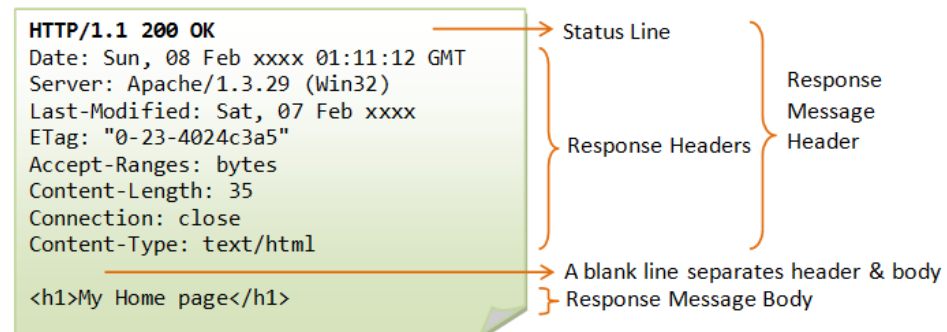 HTTP/1.1 200 OK
Date: Sun, 08 Feb xxxx 01:11:12 GMT
Server: Apache/1.3.29 (Win32)
Last-Modified: Sat, 07 Feb xxxx
ETag: "0-23-4024c3a5"
Accept-Ranges: bytes
Content-Length: 35
Connection: close
Content-Type: text/html
<h1>My Home page</h1>
Status Line
Response Headers
Response
Message
Header
A blank line separates header & body
Response Message Body